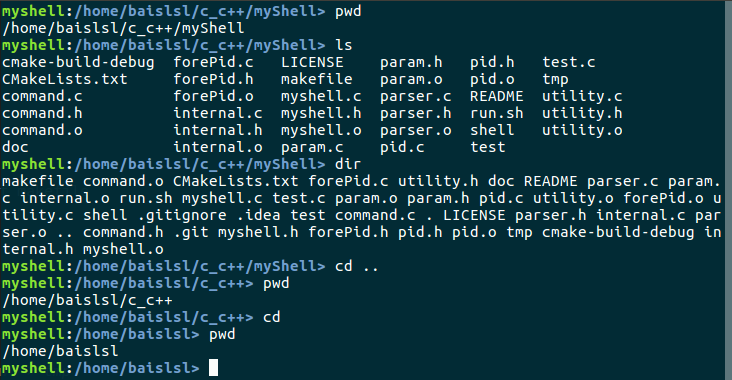 myshell:/home/baislsl/c_c++/myShell> pwd
/home/baislsl/c_c++/myShell
myshell:/home/baislsl/c_c++/myShell> ls
cmake-build-debug  forePid.c   LICENSE    param.h   pid.h   test.c
CMakeLists.txt     forePid.h   makefile   param.o   pid.o   tmp
command.c          forePid.o   myshell.c  parser.c  README  utility.c
command.h          internal.c  myshell.h  parser.h  run.sh  utility.h
command.o          internal.h  myshell.o  parser.o  shell   utility.o
doc                internal.o  param.c    pid.c     test
myshell:/home/baislsl/c_c++/myShell> dir
makefile command.o CMakeLists.txt forePid.c utility.h doc README parser.c param.
c internal.o run.sh myshell.c test.c param.o param.h pid.c utility.o forePid.o u
tility.c shell .gitignore .idea test command.c . LICENSE parser.h internal.c par
ser.o .. command.h .git myshell.h forePid.h pid.h pid.o tmp cmake-build-debug in
ternal.h myshell.o
myshell:/home/baislsl/c_c++/myShell> cd ..
myshell:/home/baislsl/c_c++> pwd
/home/baislsl/c_c++
myshell:/home/baislsl/c_c++> cd
myshell:/home/baislsl> pwd
/home/baislsl
myshell:/home/baislsl>